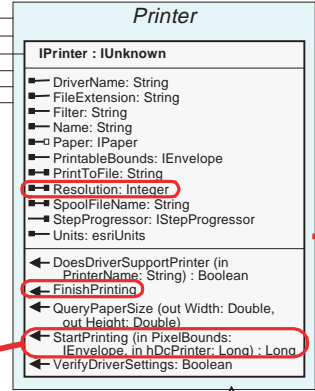 Printer
IPrinter : IUnknown
DriverName: String
FileExtension: String
Filter: String
Name: String
Paper: IPaper
PrintableBounds: IEnvelope
PrintToFile: String
Resolution: Integer
SpoolFileName: String
StepProgressor: IStepProgressor
Units: esriUnits
DoesDriverSupportPrinter (in
PrinterName: String) : Boolean
FinishPrinting
QueryPaperSize (out Width: Double,
out Height: Double)
StartPrinting (in PixelBounds:
IEnvelope, in hDcPrinter: Long) : Long
VerifyDriverSettings: Boolean